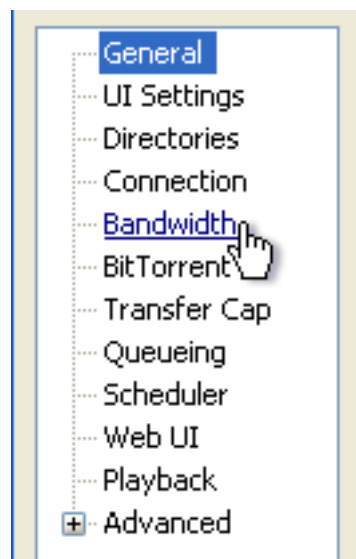 General
UI Settings
Directories
Connection
Bandwidth
BitTorrent
Transfer Cap
Queueing
Scheduler
Web UI
Playback
Advanced